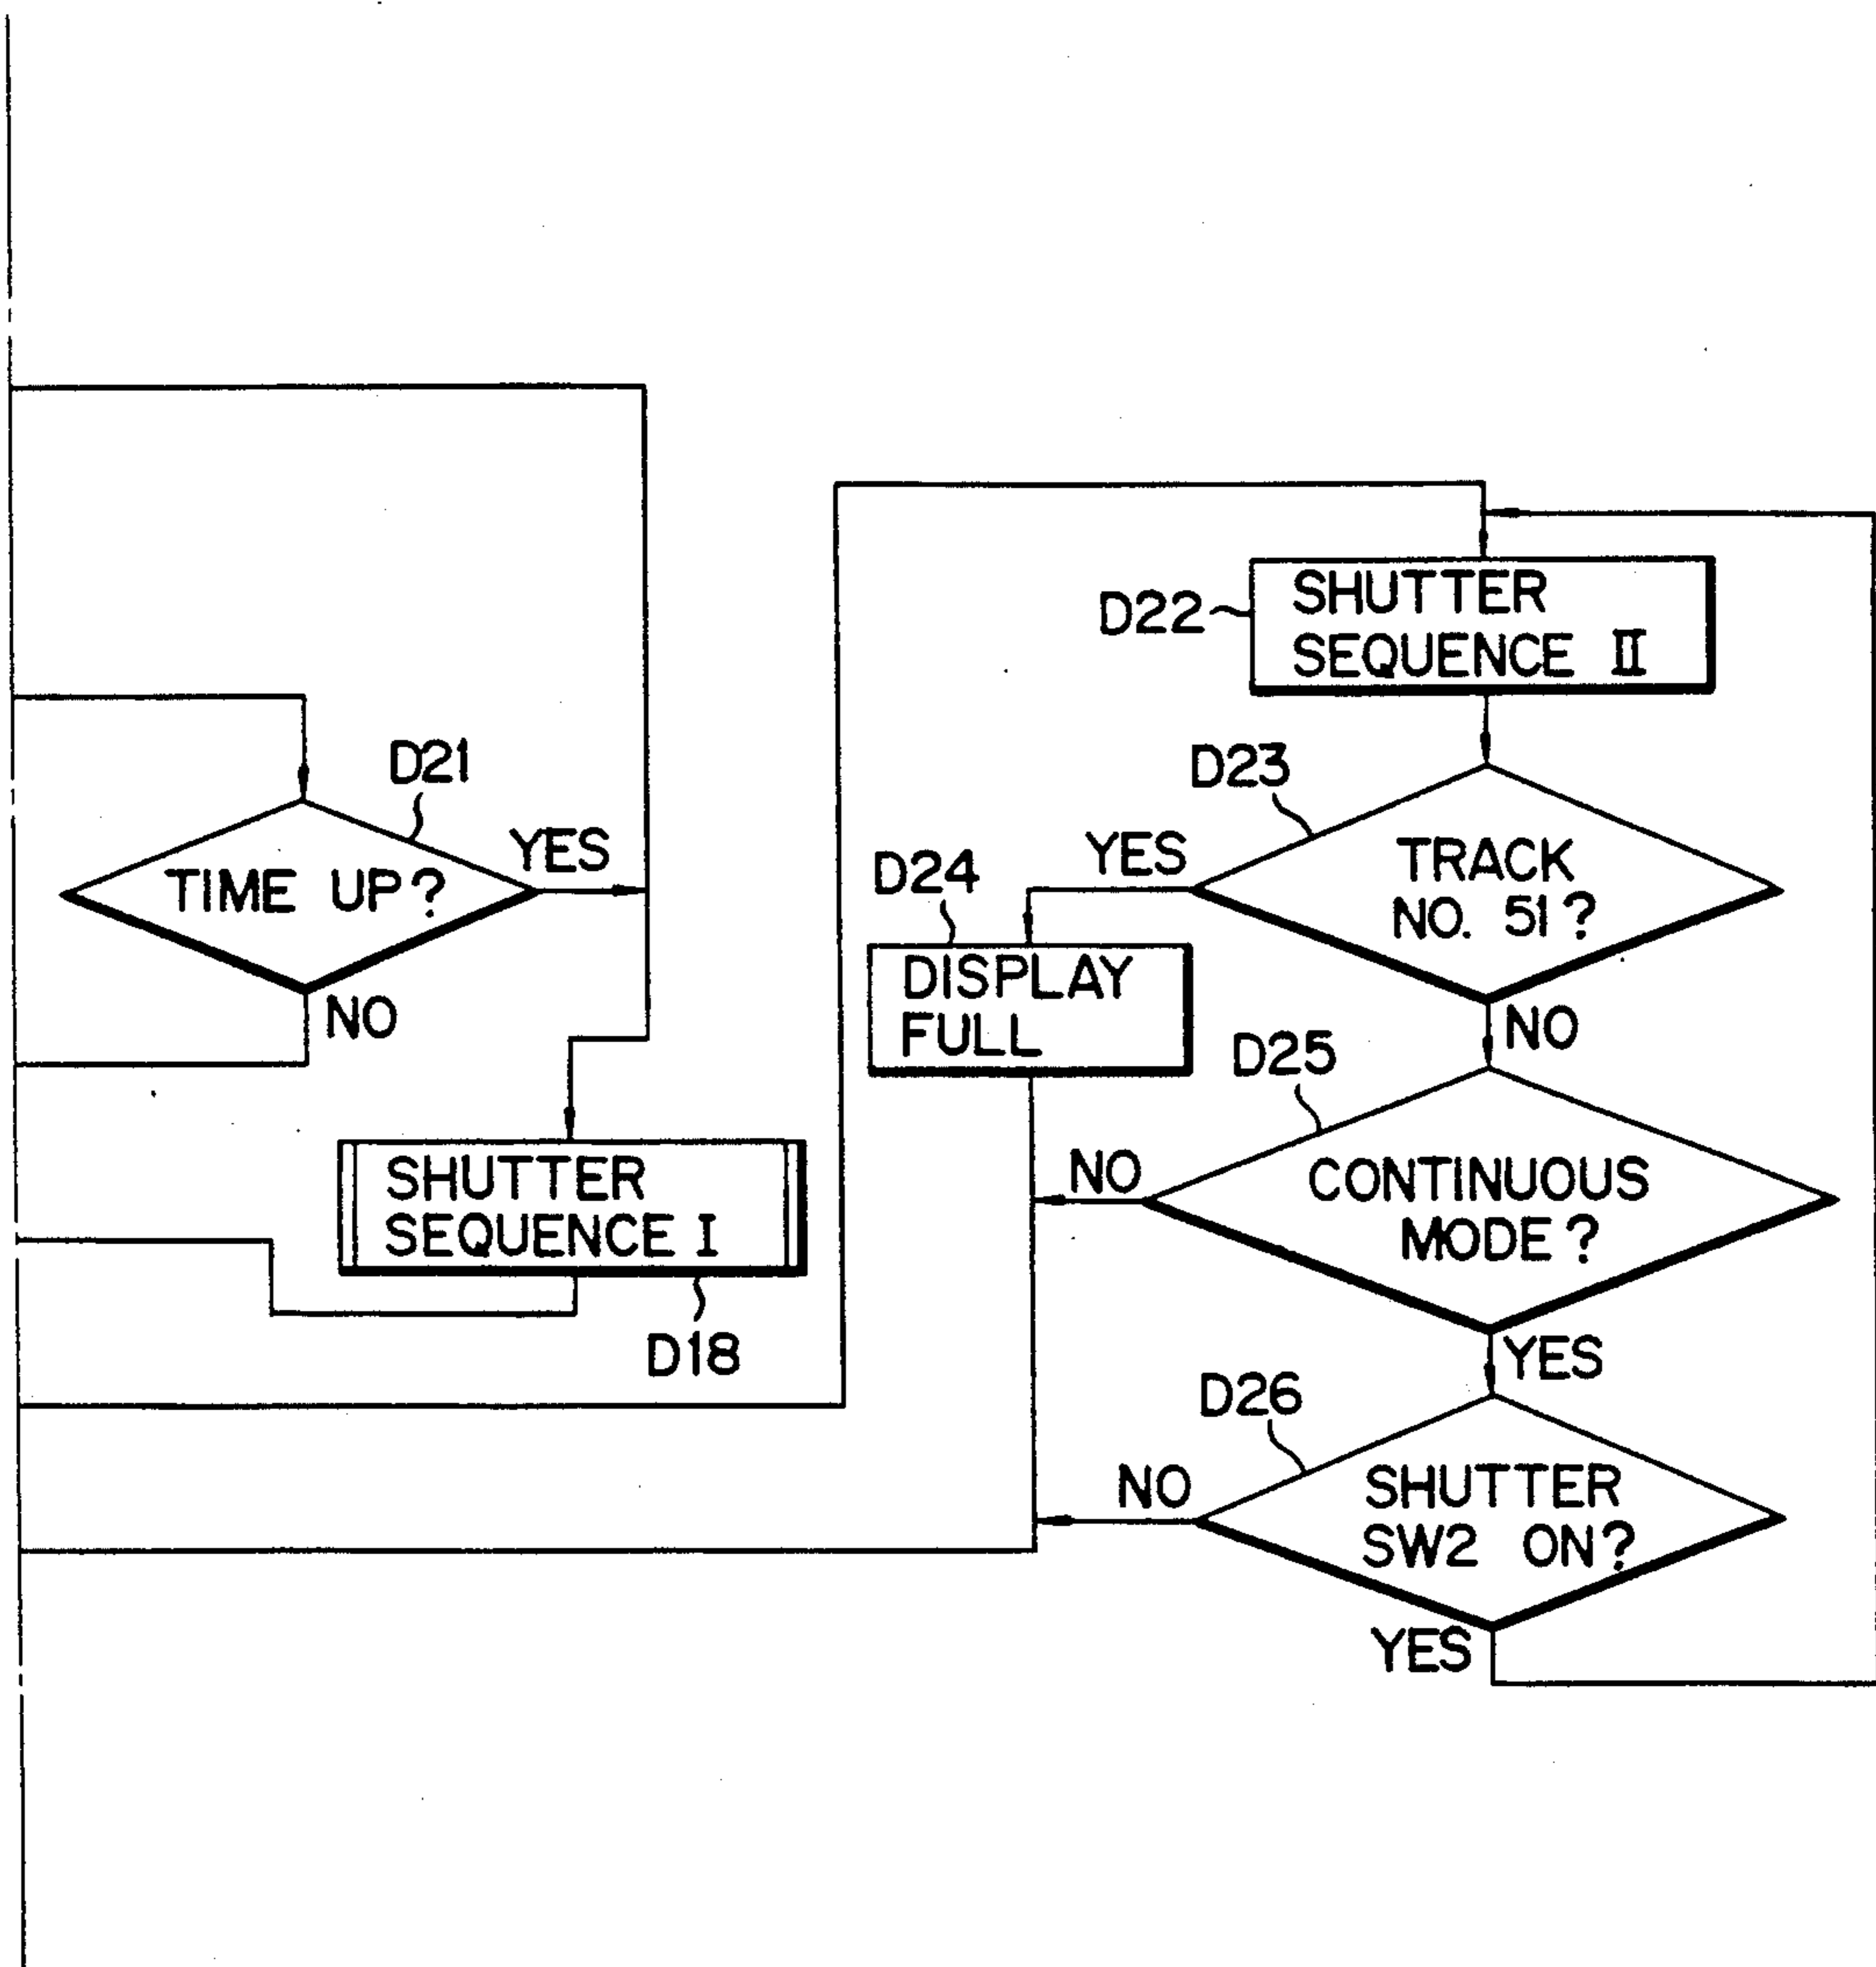 D21
TIME UP?
YES
NO
SHUTTER
SEQUENCE I
D18
D22
SHUTTER
SEQUENCE II
D23
TRACK
NO. 51?
YES
NO
D24
DISPLAY
FULL
D25
CONTINUOUS
MODE?
NO
YES
D26
SHUTTER
SW2 ON?
NO
YES